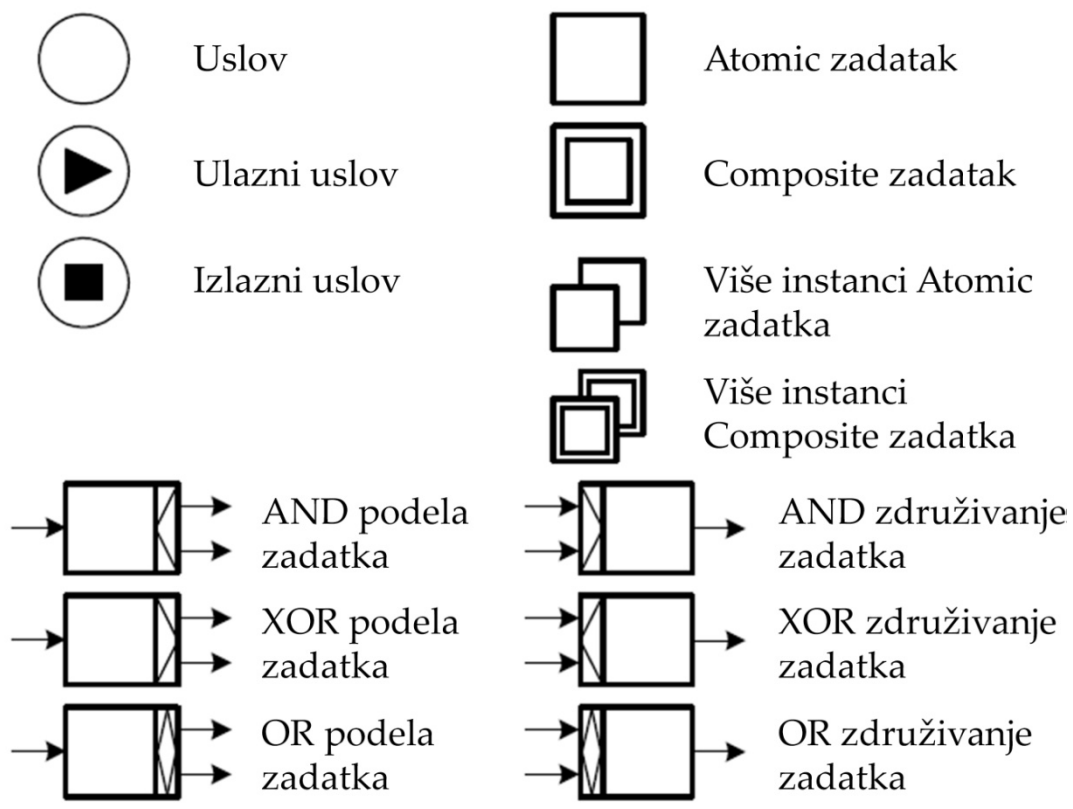 Uslov
Atomic zadatak
Ulazni uslov
Composite zadatak
Izlazni uslov
Više instanci Atomic
zadatka
Više instanci
Composite zadatka
AND podela
zadatka
AND združivanje
zadatka
XOR podela
zadatka
XOR združivanje
zadatka
OR podela
zadatka
OR združivanje
zadatka